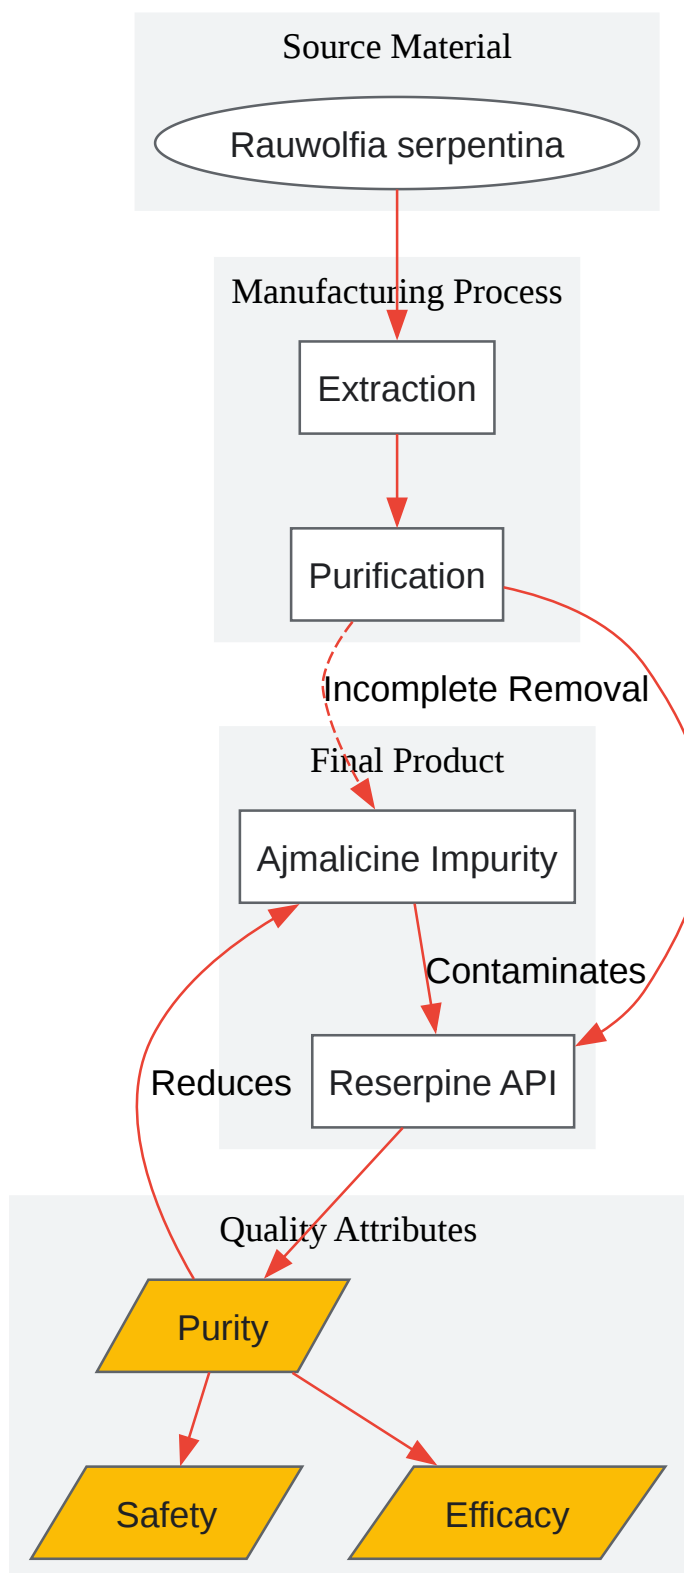 Source Material
Rauwolfia serpentina
Manufacturing Process
Extraction
Purification
Incomplete Removal
Final Product
Ajmalicine Impurity
Contaminates
Reserpine API
Reduces
Quality Attributes
Purity
Safety
Efficacy